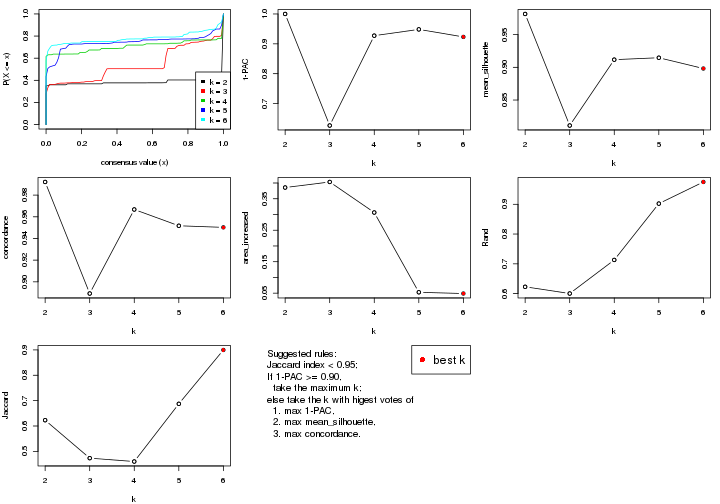 P(X <= x)
0.0 0.2 0.4 0.6 0.8 1.0
k = 2
k = 3
k = 4
k = 5
k = 6
0.0 0.2 0.4 0.6 0.8 1.0
consensus value (x)
1-PAC
0.7 0.8 0.9 1.0
2 3 4 5 6
k
mean_silhouette
0.85 0.90 0.95
2 3 4 5 6
k
concordance
0.90 0.92 0.94 0.96 0.98
2 3 4 5 6
k
area_increased
0.05 0.15 0.25 0.35
2 3 4 5 6
k
Rand
0.6 0.7 0.8 0.9
2 3 4 5 6
k
Jaccard
0.5 0.6 0.7 0.8 0.9
2 3 4 5 6
k
Suggested rules:
Jaccard index < 0.95;
If 1-PAC >= 0.90,
take the maximum k;
else take the k with higest votes of
1. max 1-PAC,
2. max mean_silhouette,
3. max concordance.
best k